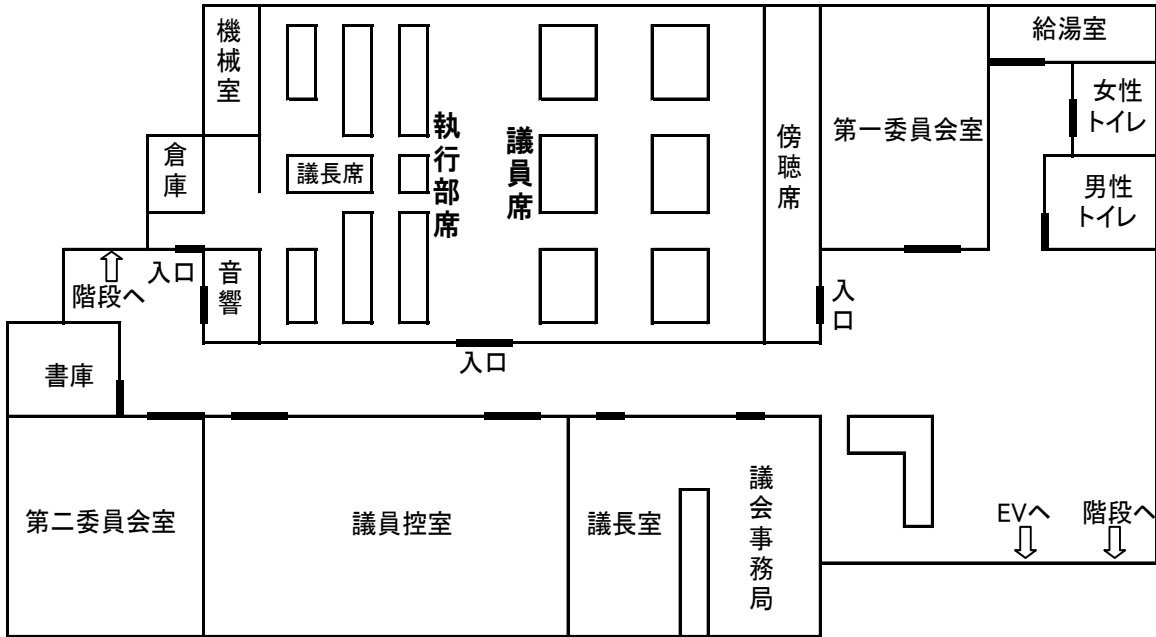 機械室
執行部席
議員席
傍聴席
第一委員会室
給湯室
女性
トイレ
男性
トイレ
倉庫
議長席
入口
階段へ
音響
入口
入口
書庫
第二委員会室
議員控室
議長室
議会事務局
EVへ
階段へ